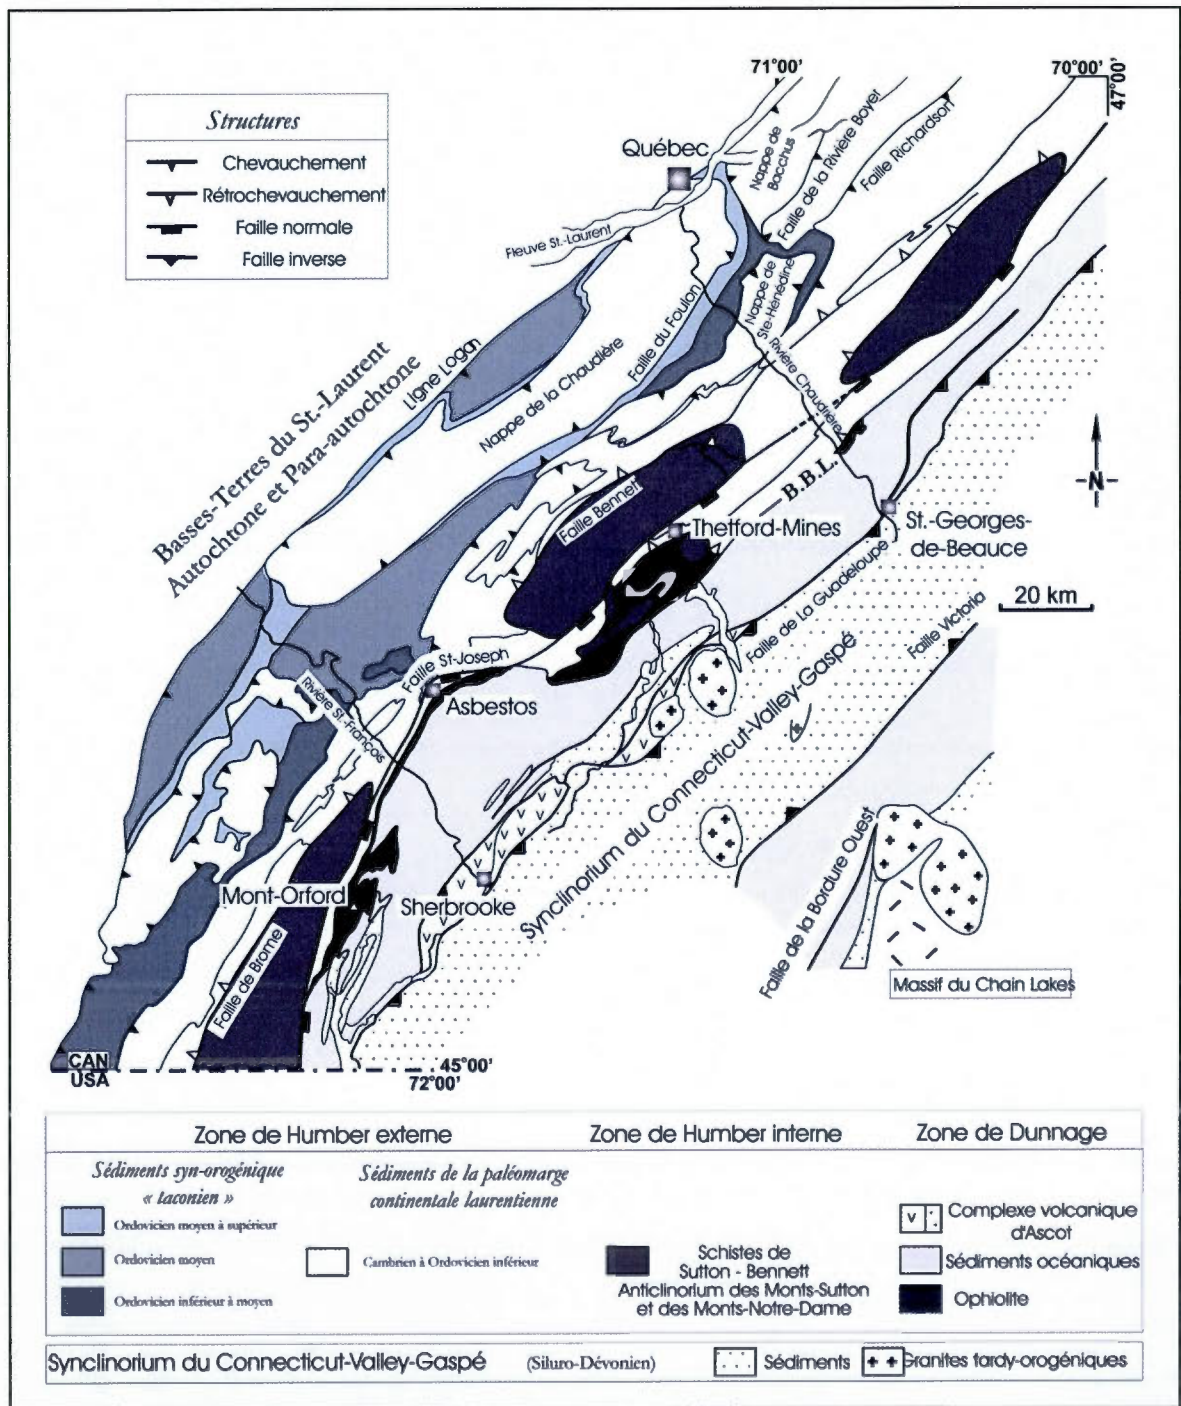 71°00'
70°00'
47°00'
Structures
Chevauchement
Rétrochevauchement
Faille normale
Faille inverse
Québec
Nappe de
Bacchus
Faille de la Rivière Boyer
Faille Richardson
Fleuve St.-Laurent
Nappe de
Ste-Hénédine
Ligne Logan
Basses-Terres du St.-Laurent
Autochtone et Para-autochtone
Nappe de la Chaudière
Faille du Foulon
Rivière Chaudrière
B.B.L.
-N-
Faille Bennett
Thetford-Mines
St.-Georges-
de-Beauce
20 km
Faille de La Guadeloupe
Faille Victoria
Faille St-Joseph
Asbestos
Rivière St.-François
Synclinorium du Connecticut-Valley-Gaspé
Mont-Orford
Sherbrooke
Faille de Brome
Faille de la Bordure Ouest
Massif du Chain Lakes
CAN
USA
45°00'
72°00'
Zone de Humber externe
Zone de Humber interne
Zone de Dunnage
Sédiments syn-orogénique
« taconien »
Sédiments de la paléomarge
continentale laurentienne
Ordovicien moyen à supérieur
Ordovicien moyen
Ordovicien inférieur à moyen
Cambrien à Ordovicien inférieur
Schistes de
Sutton - Bennett
Anticlinorium des Monts-Sutton
et des Monts-Notre-Dame
Complexe volcanique
d'Ascot
Sédiments océaniques
Ophiolite
Synclinorium du Connecticut-Valley-Gaspé (Siluro-Dévonien) Sédiments Granites tardy-orogéniques